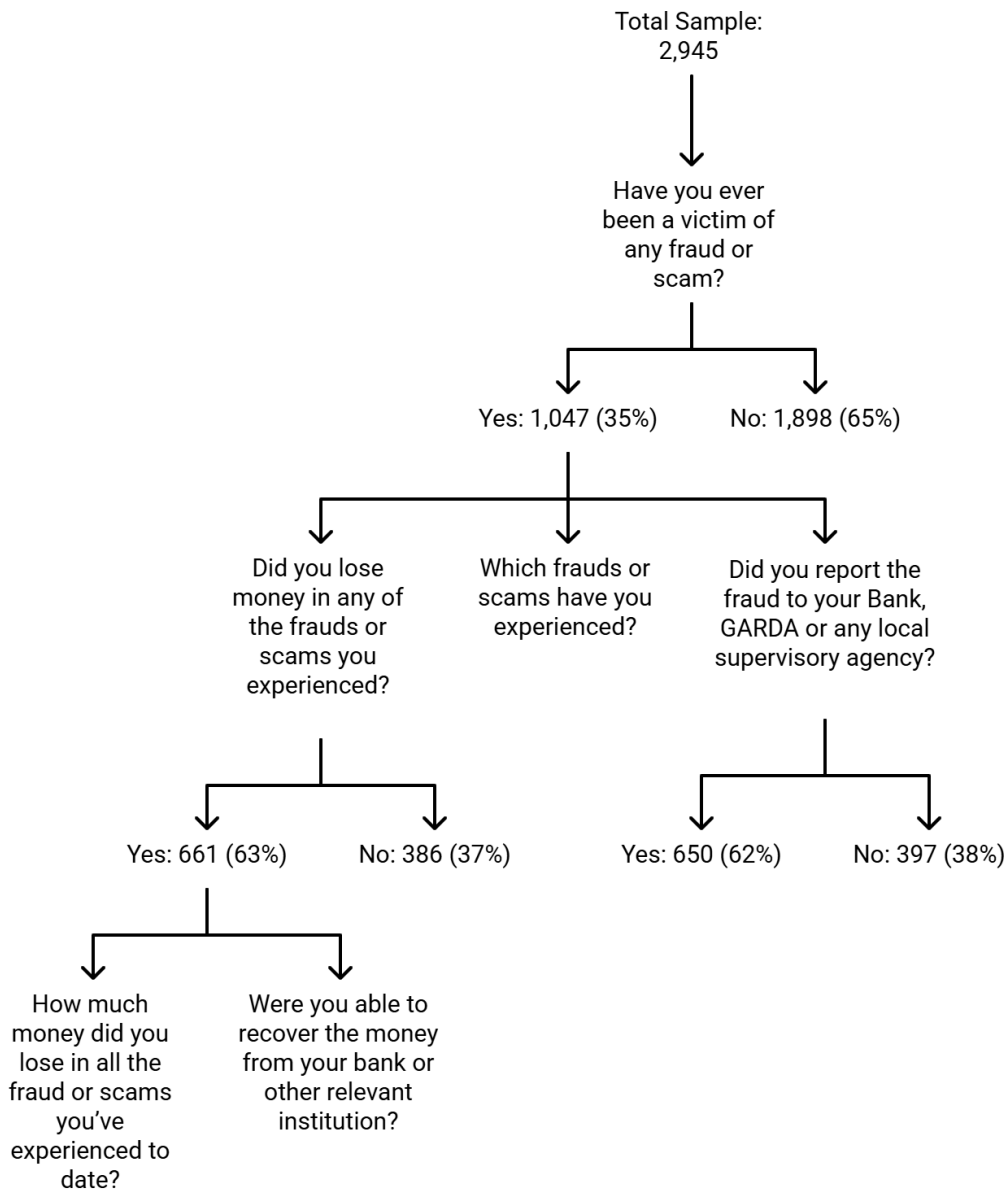 Total Sample:
2,945
Have you ever
been a victim of
any fraud or
scam?
Yes: 1,047 (35%)
No: 1,898 (65%)
Did you lose
money in any of
the frauds or
scams you
experienced?
Which frauds or
scams have you
experienced?
Did you report the
fraud to your Bank,
GARDA or any local
supervisory agency?
Yes: 661 (63%)
No: 386 (37%)
Yes: 650 (62%)
No: 397 (38%)
How much
money did you
lose in all the
fraud or scams
you’ve
experienced to
date?
Were you able to
recover the money
from your bank or
other relevant
institution?